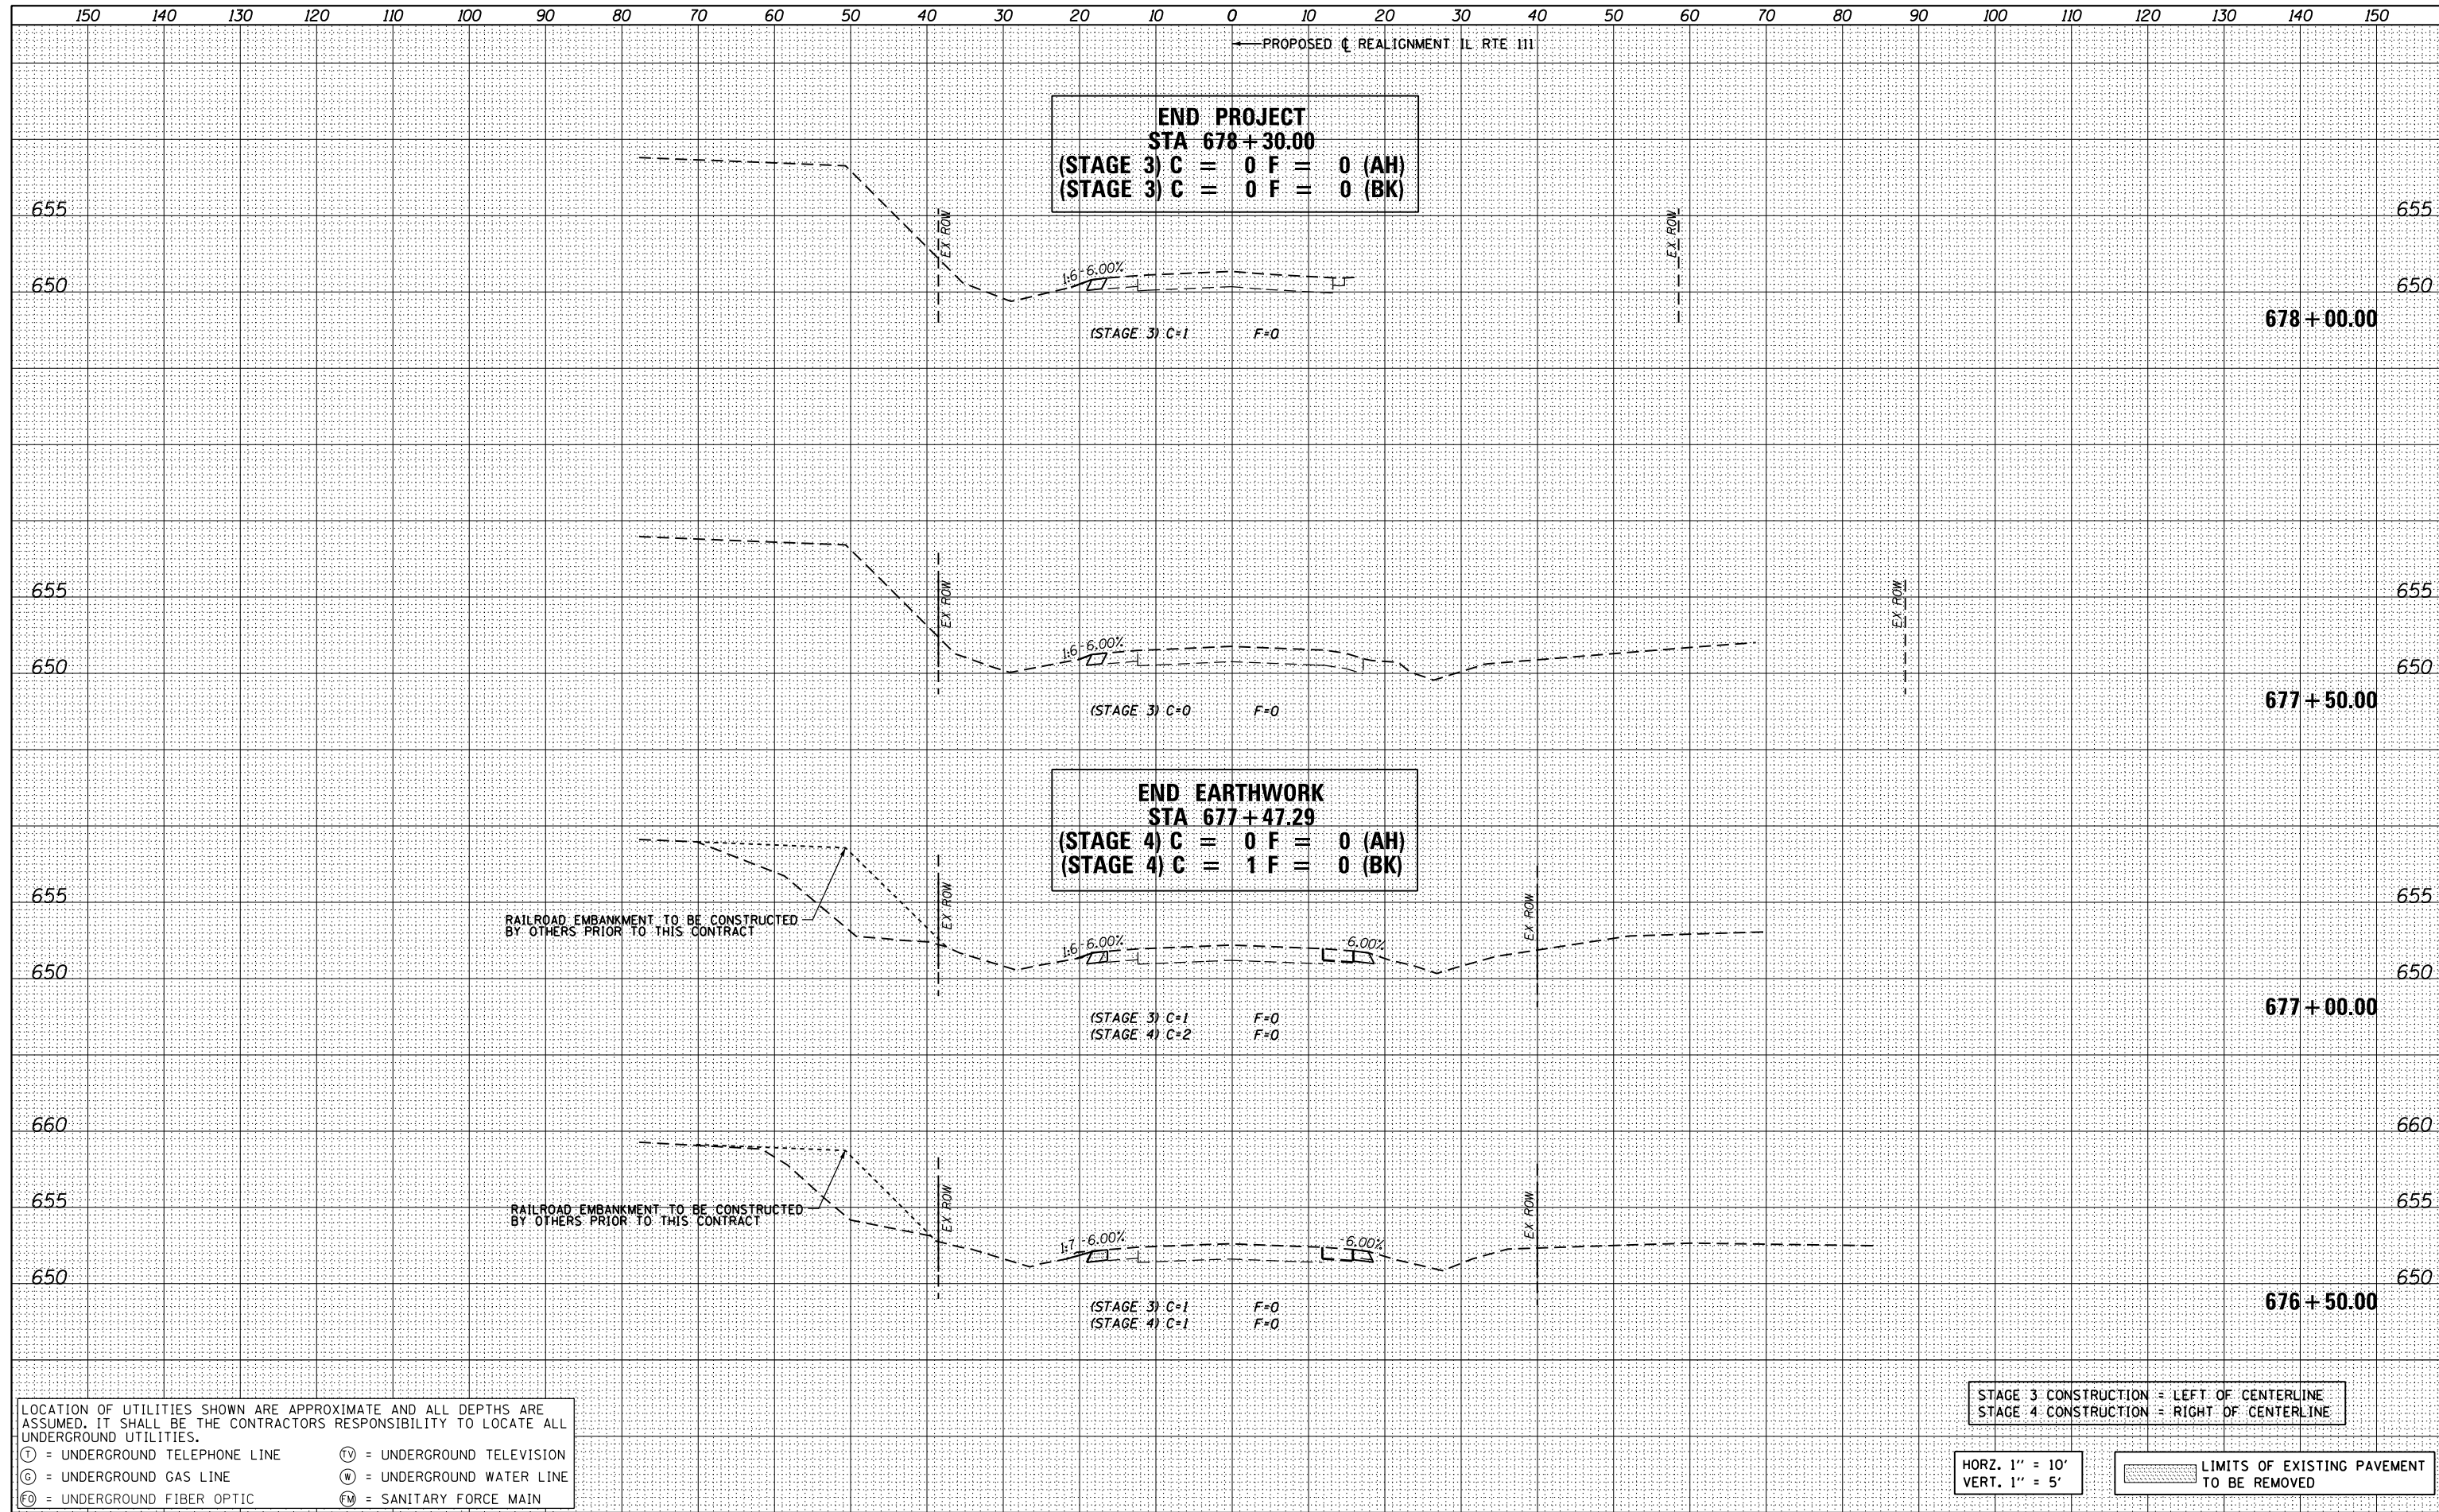 150 140 130 120 110 100 90 80 70 60 50 40 30 20 10 0 10 20 30 40 50 60 70 80 90 100 110 120 130 140 150
PROPOSED ℄ REALIGNMENT IL RTE 111
END PROJECT
STA 678+30.00
(STAGE 3) C = 0 F = 0 (AH)
(STAGE 3) C = 0 F = 0 (BK)
655 655
EX ROW EX ROW
1:6 -6.00%
650 650
678+00.00
(STAGE 3) C=1 F=0
655 655
EX ROW EX ROW
1:6 -6.00%
650 650
677+50.00
(STAGE 3) C=0 F=0
END EARTHWORK
STA 677+47.29
(STAGE 4) C = 0 F = 0 (AH)
(STAGE 4) C = 1 F = 0 (BK)
655 655
EX ROW EX ROW
RAILROAD EMBANKMENT TO BE CONSTRUCTED
BY OTHERS PRIOR TO THIS CONTRACT
1:6 -6.00% -6.00%
650 650
677+00.00
(STAGE 3) C=1 F=0
(STAGE 4) C=2 F=0
660 660
655 655
EX ROW EX ROW
RAILROAD EMBANKMENT TO BE CONSTRUCTED
BY OTHERS PRIOR TO THIS CONTRACT
1:7 -6.00% -6.00%
650 650
676+50.00
(STAGE 3) C=1 F=0
(STAGE 4) C=1 F=0
STAGE 3 CONSTRUCTION = LEFT OF CENTERLINE
STAGE 4 CONSTRUCTION = RIGHT OF CENTERLINE
LOCATION OF UTILITIES SHOWN ARE APPROXIMATE AND ALL DEPTHS ARE
ASSUMED. IT SHALL BE THE CONTRACTORS RESPONSIBILITY TO LOCATE ALL
UNDERGROUND UTILITIES.
T = UNDERGROUND TELEPHONE LINE TV = UNDERGROUND TELEVISION
G = UNDERGROUND GAS LINE W = UNDERGROUND WATER LINE
FO = UNDERGROUND FIBER OPTIC FM = SANITARY FORCE MAIN
HORZ. 1'' = 10'
VERT. 1'' = 5'
LIMITS OF EXISTING PAVEMENT
TO BE REMOVED